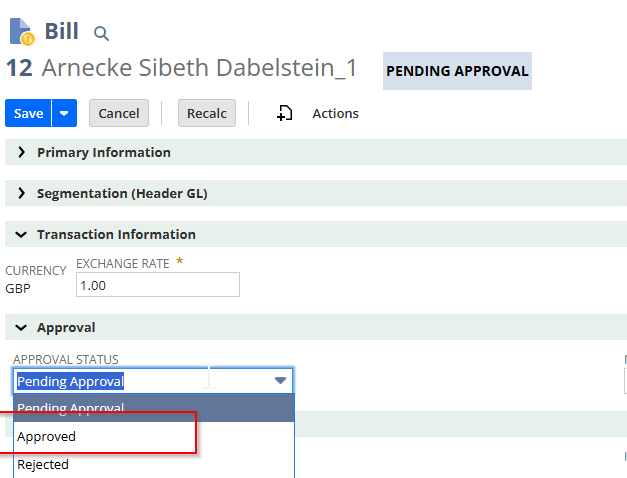 Bill
12 Arnecke Sibeth Dabelstein_1 PENDING APPROVAL
Save Cancel Recalc Actions
Primary Information
Segmentation (Header GL)
Transaction Information
CURRENCY EXCHANGE RATE *
GBP 1.00
Approval
APPROVAL STATUS
Pending Approval
Pending Approval
Approved
Rejected